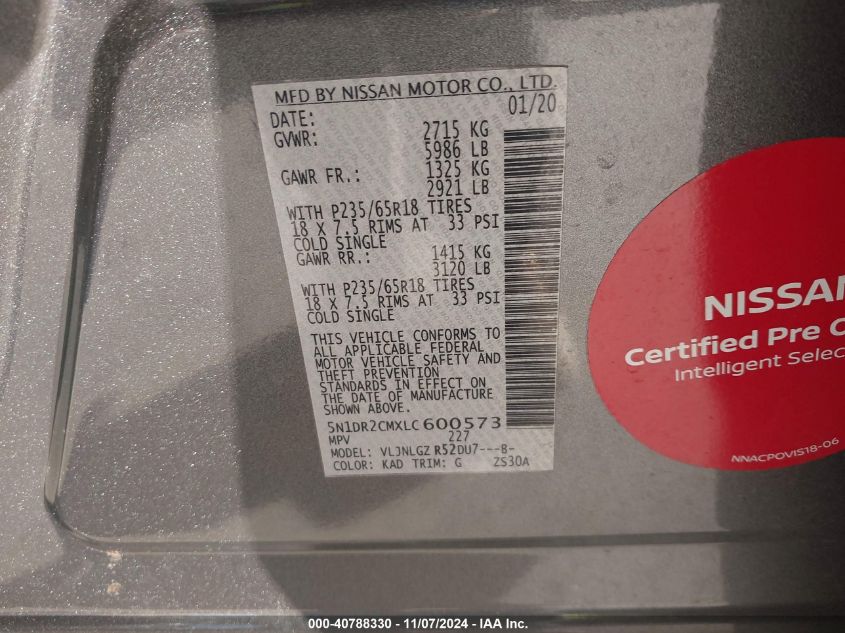 MFD BY NISSAN MOTOR CO., LTD.
DATE: 01/20
GVWR: 2715 KG
5986 LB
GAWR FR.: 1325 KG
2921 LB
WITH P235/65R18 TIRES
18 X 7.5 RIMS AT 33 PSI
COLD SINGLE
GAWR RR.: 1415 KG
3120 LB
WITH P235/65R18 TIRES
18 X 7.5 RIMS AT 33 PSI
COLD SINGLE
THIS VEHICLE CONFORMS TO
ALL APPLICABLE FEDERAL
MOTOR VEHICLE SAFETY AND
THEFT PREVENTION
STANDARDS IN EFFECT ON
THE DATE OF MANUFACTURE
SHOWN ABOVE.
5N1DR2CMXLC600573
MPV 227
MODEL: VLJNLGZ R52DU7---B-
COLOR: KAD TRIM: G ZS30A
NISSAN
Certified Pre O
Intelligent Selec
NNACPOVIS18-06
000-40788330 - 11/07/2024 - IAA Inc.